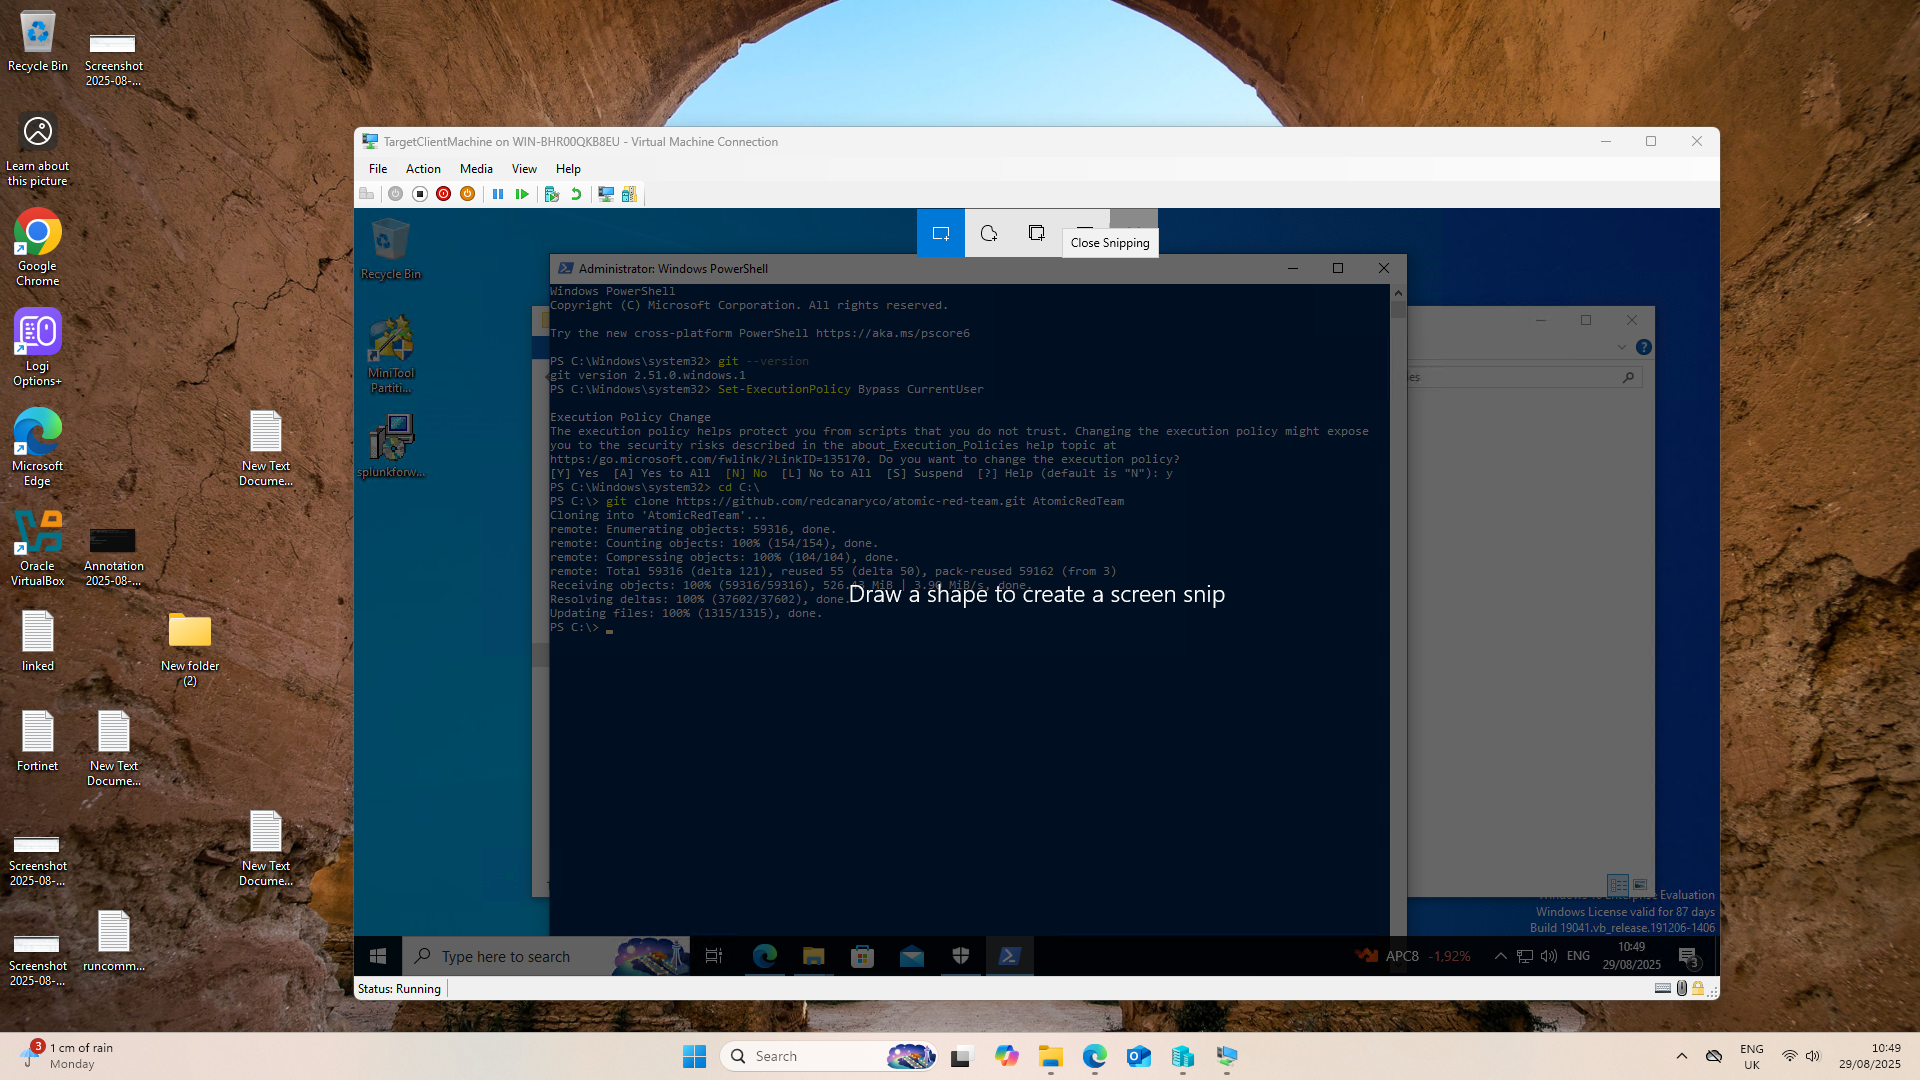 Recycle Bin
Screenshot
2025-08-...
Learn about
this picture
Google
Chrome
Logi
Options+
Microsoft
Edge
New Text
Docume...
Oracle
VirtualBox
Annotation
2025-08-...
linked
New folder
(2)
Fortinet
New Text
Docume...
Screenshot
2025-08-...
New Text
Docume...
Screenshot
2025-08-...
runcomm...
TargetClientMachine on WIN-BHR00QKB8EU - Virtual Machine Connection
File Action Media View Help
Recycle Bin
MiniTool
Partiti...
splunkforw...
Close Snipping
Administrator: Windows PowerShell
Windows PowerShell
Copyright (C) Microsoft Corporation. All rights reserved.
Try the new cross-platform PowerShell https://aka.ms/pscore6
PS C:\Windows\system32> git --version
git version 2.51.0.windows.1
PS C:\Windows\system32> Set-ExecutionPolicy Bypass CurrentUser
Execution Policy Change
The execution policy helps protect you from scripts that you do not trust. Changing the execution policy might expose
you to the security risks described in the about_Execution_Policies help topic at
https:/go.microsoft.com/fwlink/?LinkID=135170. Do you want to change the execution policy?
[Y] Yes [A] Yes to All [N] No [L] No to All [S] Suspend [?] Help (default is "N"): y
PS C:\Windows\system32> cd C:\
PS C:\> git clone https://github.com/redcanaryco/atomic-red-team.git AtomicRedTeam
Cloning into 'AtomicRedTeam'...
remote: Enumerating objects: 59316, done.
remote: Counting objects: 100% (154/154), done.
remote: Compressing objects: 100% (104/104), done.
remote: Total 59316 (delta 121), reused 55 (delta 50), pack-reused 59162 (from 3)
Receiving objects: 100% (59316/59316), 526. MiB | 3.90 MiB/s, done.
Resolving deltas: 100% (37602/37602), done.
Updating files: 100% (1315/1315), done.
PS C:\>
Draw a shape to create a screen snip
es
Windows 10 Enterprise Evaluation
Windows License valid for 87 days
Build 19041.vb_release.191206-1406
Type here to search
APC8 -1,92%
ENG
10:49
29/08/2025
3
Status: Running
3
1 cm of rain
Monday
Search
ENG
UK
10:49
29/08/2025